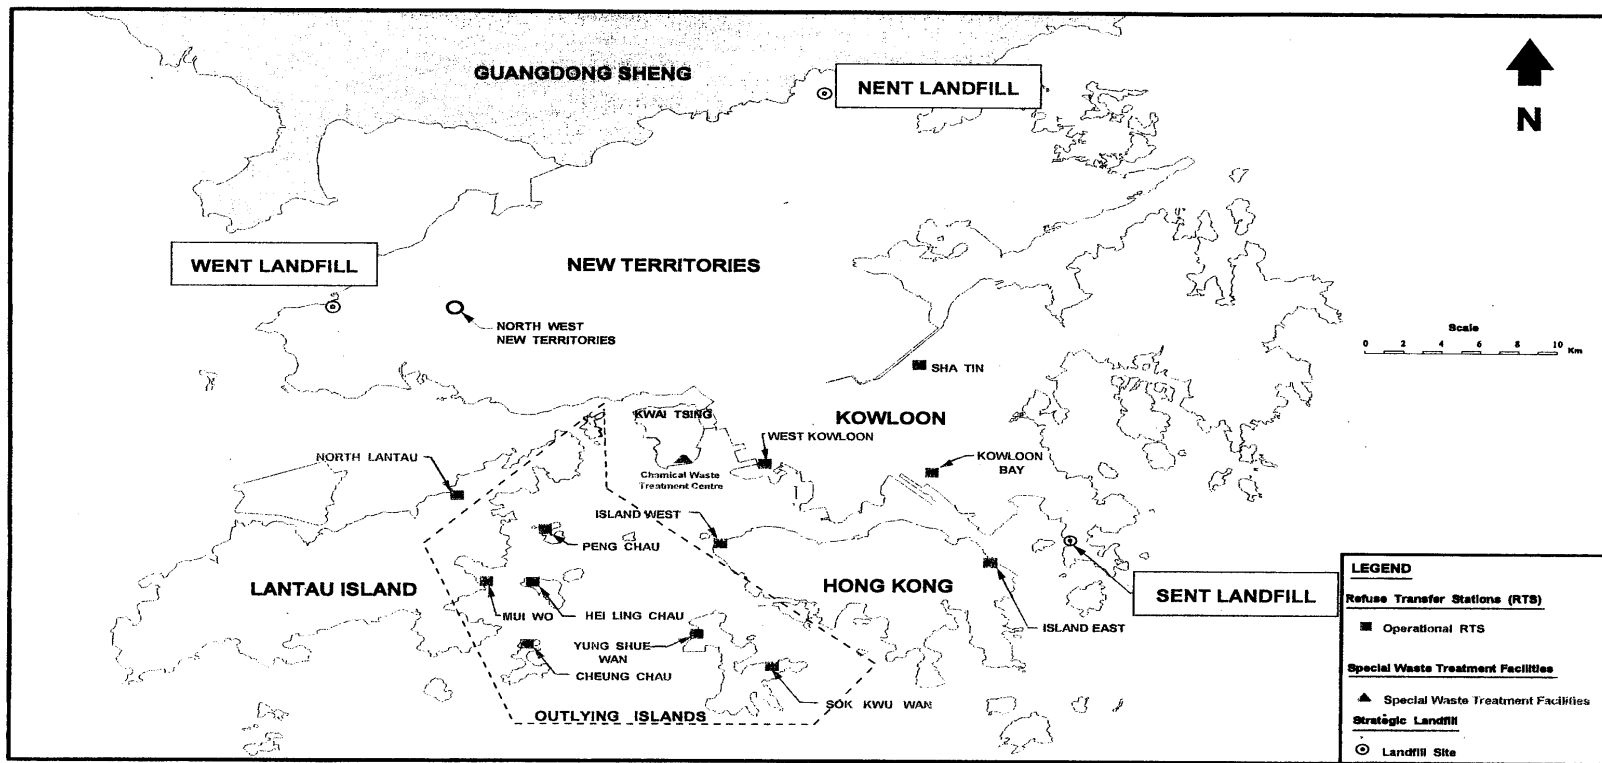 GUANGDONG SHENG
NENT LANDFILL
N
WENT LANDFILL
NEW TERRITORIES
NORTH WEST
NEW TERRITORIES
Scale
0 2 4 6 8 10
Km
SHA TIN
KWAI TSING
KOWLOON
WEST KOWLOON
NORTH LANTAU
KOWLOON
BAY
Chemical Waste
Treatment Centre
ISLAND WEST
PENG CHAU
LANTAU ISLAND
HONG KONG
SENT LANDFILL
MUI WO
HEI LING CHAU
ISLAND EAST
YUNG SHUE
WAN
CHEUNG CHAU
SOK KWU WAN
OUTLYING ISLANDS
LEGEND
Refuse Transfer Stations (RTS)
Operational RTS
Special Waste Treatment Facilities
Special Waste Treatment Facilities
Strategic Landfill
Landfill Site